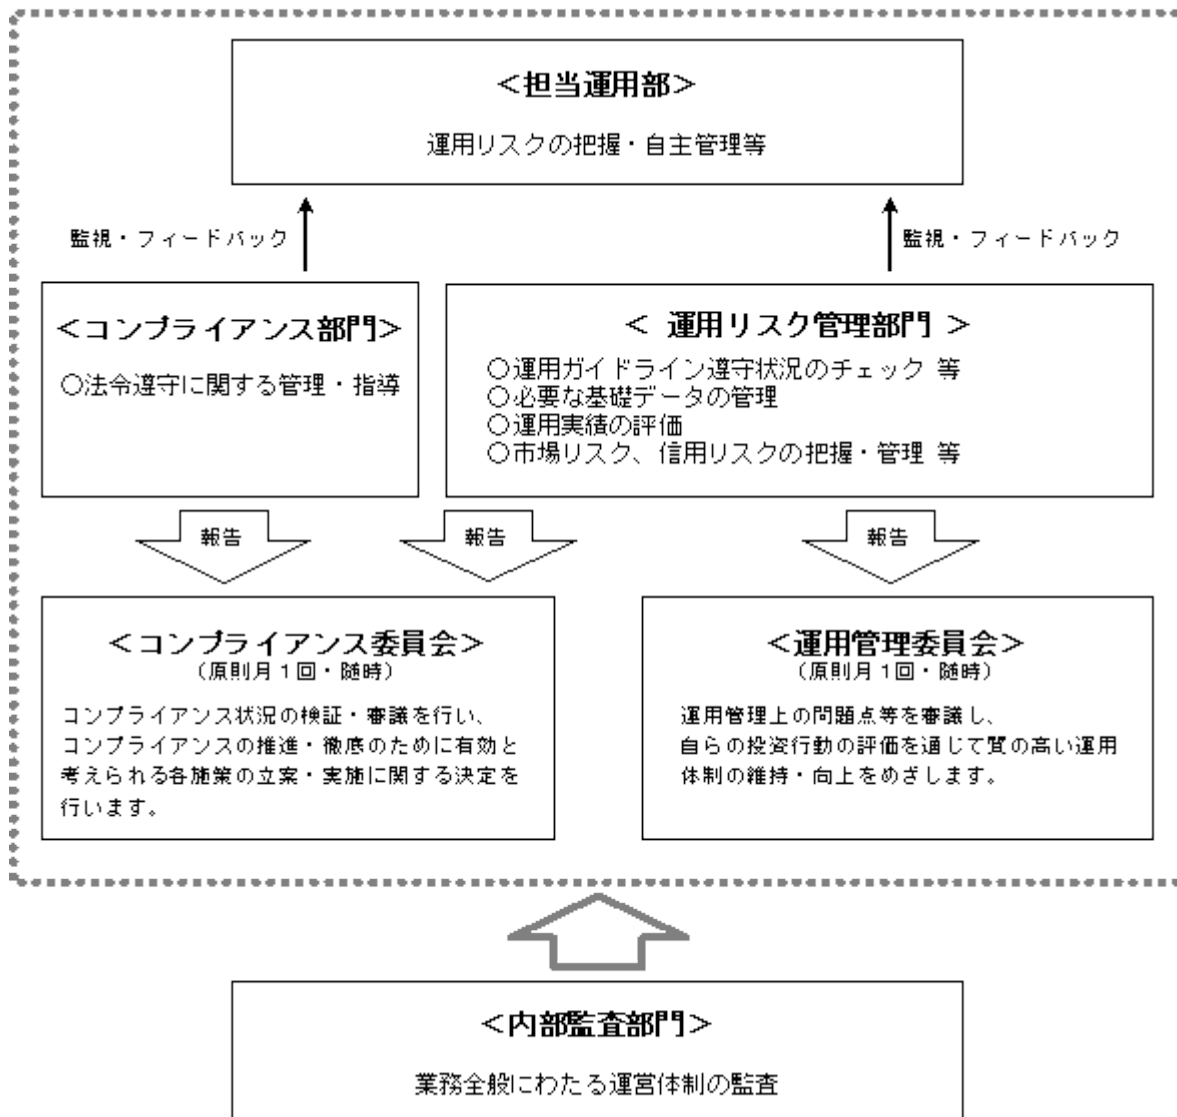 ＜担当運用部＞
運用リスクの把握・自主管理等
監視・フィードバック
監視・フィードバック
＜コンプライアンス部門＞
○法令遵守に関する管理・指導
＜ 運用リスク管理部門 ＞
○運用ガイドライン遵守状況のチェック 等
○必要な基礎データの管理
○運用実績の評価
○市場リスク、信用リスクの把握・管理 等
報告
報告
報告
＜コンプライアンス委員会＞
（原則月１回・随時）
コンプライアンス状況の検証・審議を行い、
コンプライアンスの推進・徹底のために有効と
考えられる各施策の立案・実施に関する決定を
行います。
＜運用管理委員会＞
（原則月１回・随時）
運用管理上の問題点等を審議し、
自らの投資行動の評価を通じて質の高い運用
体制の維持・向上をめざします。
＜内部監査部門＞
業務全般にわたる運営体制の監査